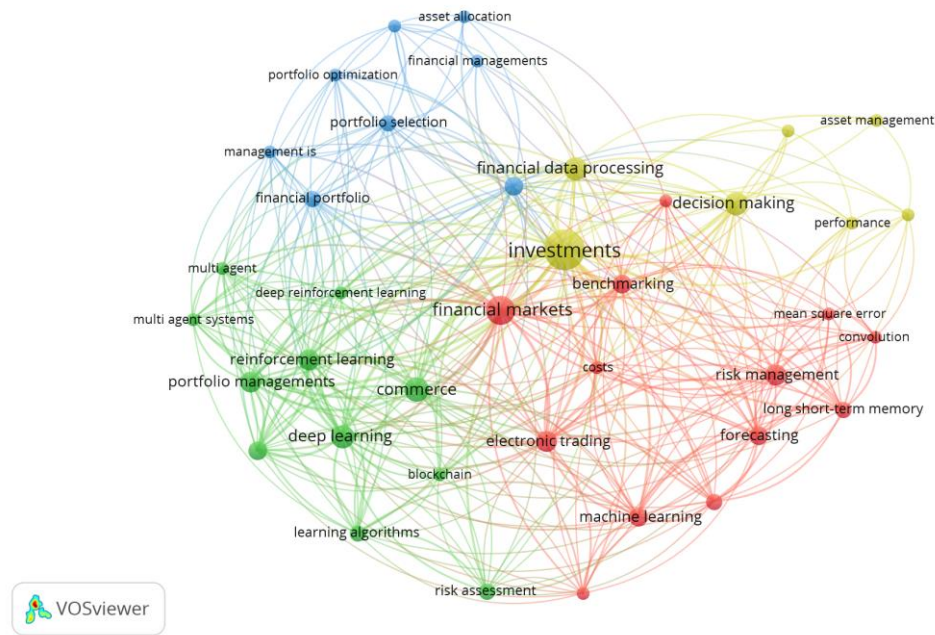 asset allocation
financial managements
portfolio optimization
asset management
portfolio selection
management is
financial data processing
financial portfolio
decision making
performance
investments
multi agent
benchmarking
deep reinforcement learning
financial markets
mean square error
multi agent systems
convolution
reinforcement learning
costs
risk management
portfolio managements
commerce
long short-term memory
deep learning
electronic trading
forecasting
blockchain
machine learning
learning algorithms
risk assessment
VOSviewer